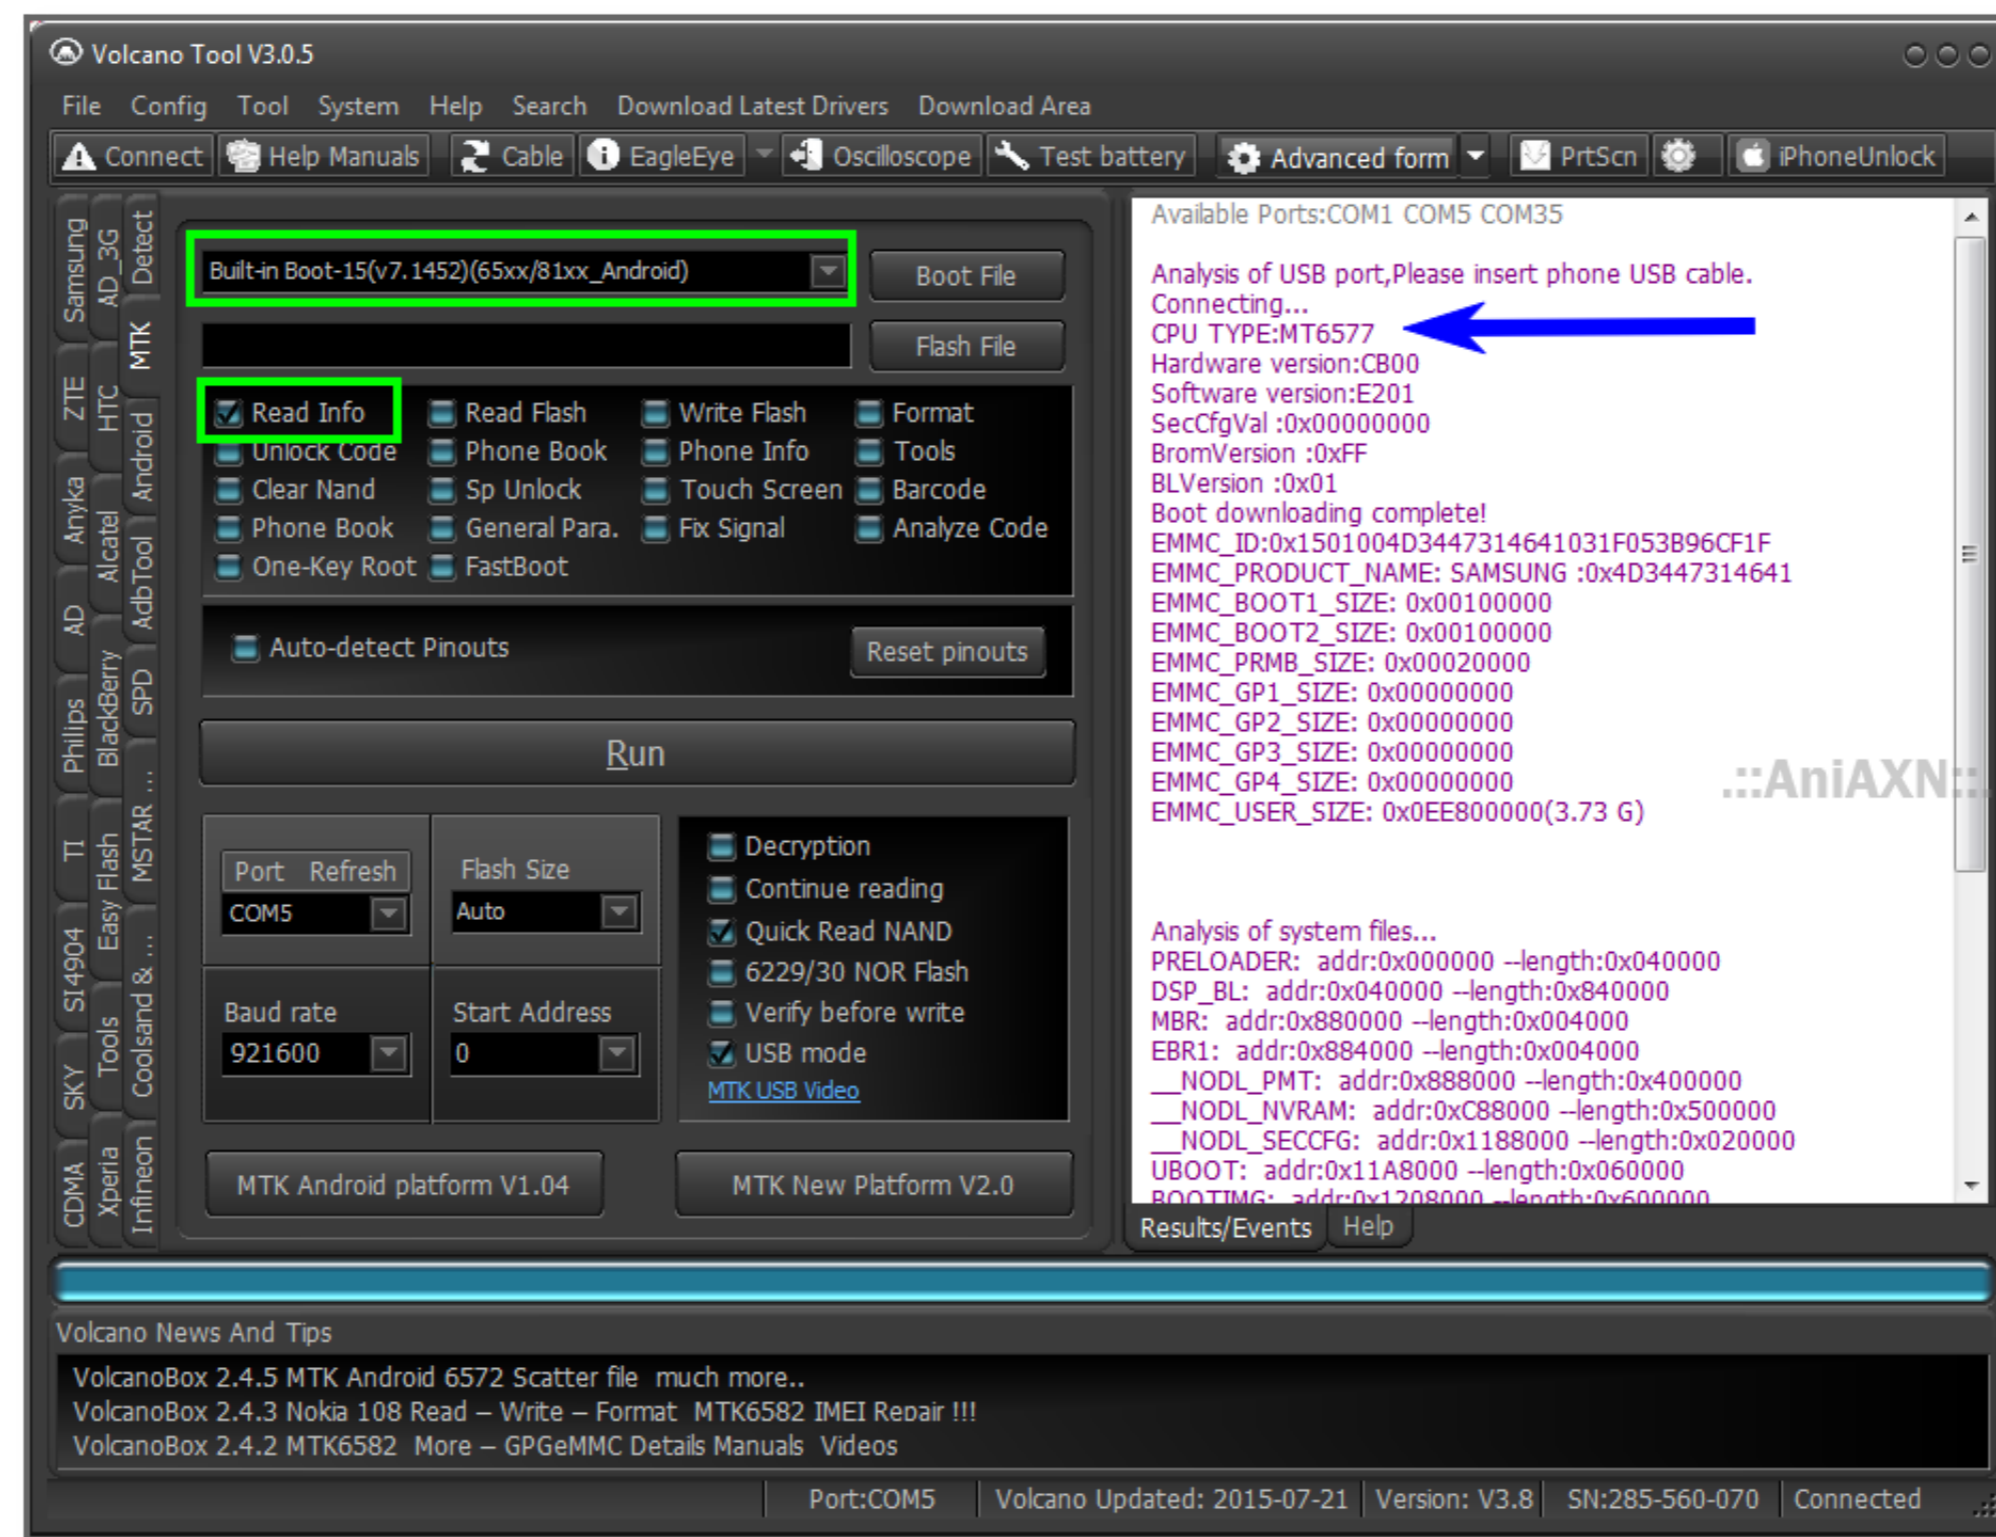 Volcano Tool V3.0.5
File Config Tool System Help Search Download Latest Drivers Download Area
Connect Help Manuals Cable EagleEye Oscilloscope Test battery Advanced form PrtScn iPhoneUnlock
Samsung
ZTE
Anyka
AD
Philips
TI
SI4904
SKY
CDMA
AD_3G
HTC
Alcatel
BlackBerry
Easy Flash
Tools
Xperia
Detect
MTK
Android
AdbTool
SPD
MSTAR ...
Coolsand & ...
Infineon
Built-in Boot-15(v7.1452)(65xx/81xx_Android)
Boot File
Flash File
Read Info Read Flash Write Flash Format
Unlock Code Phone Book Phone Info Tools
Clear Nand Sp Unlock Touch Screen Barcode
Phone Book General Para. Fix Signal Analyze Code
One-Key Root FastBoot
Auto-detect Pinouts
Reset pinouts
Run
Port Refresh
COM5
Flash Size
Auto
Baud rate
921600
Start Address
0
Decryption
Continue reading
Quick Read NAND
6229/30 NOR Flash
Verify before write
USB mode
MTK USB Video
MTK Android platform V1.04
MTK New Platform V2.0
Available Ports:COM1 COM5 COM35
Analysis of USB port,Please insert phone USB cable.
Connecting...
CPU TYPE:MT6577
Hardware version:CB00
Software version:E201
SecCfgVal :0x00000000
BromVersion :0xFF
BLVersion :0x01
Boot downloading complete!
EMMC_ID:0x1501004D3447314641031F053B96CF1F
EMMC_PRODUCT_NAME: SAMSUNG :0x4D3447314641
EMMC_BOOT1_SIZE: 0x00100000
EMMC_BOOT2_SIZE: 0x00100000
EMMC_PRMB_SIZE: 0x00020000
EMMC_GP1_SIZE: 0x00000000
EMMC_GP2_SIZE: 0x00000000
EMMC_GP3_SIZE: 0x00000000
EMMC_GP4_SIZE: 0x00000000
.:::AniAXN:::.
EMMC_USER_SIZE: 0x0EE800000(3.73 G)
Analysis of system files...
PRELOADER: addr:0x000000 --length:0x040000
DSP_BL: addr:0x040000 --length:0x840000
MBR: addr:0x880000 --length:0x004000
EBR1: addr:0x884000 --length:0x004000
__NODL_PMT: addr:0x888000 --length:0x400000
__NODL_NVRAM: addr:0xC88000 --length:0x500000
__NODL_SECCFG: addr:0x1188000 --length:0x020000
UBOOT: addr:0x11A8000 --length:0x060000
BOOTIMG: addr:0x1208000 --length:0x600000
Results/Events Help
Volcano News And Tips
VolcanoBox 2.4.5 MTK Android 6572 Scatter file much more..
VolcanoBox 2.4.3 Nokia 108 Read – Write – Format MTK6582 IMEI Repair !!!
VolcanoBox 2.4.2 MTK6582 More – GPGeMMC Details Manuals Videos
Port:COM5 Volcano Updated: 2015-07-21 Version: V3.8 SN:285-560-070 Connected